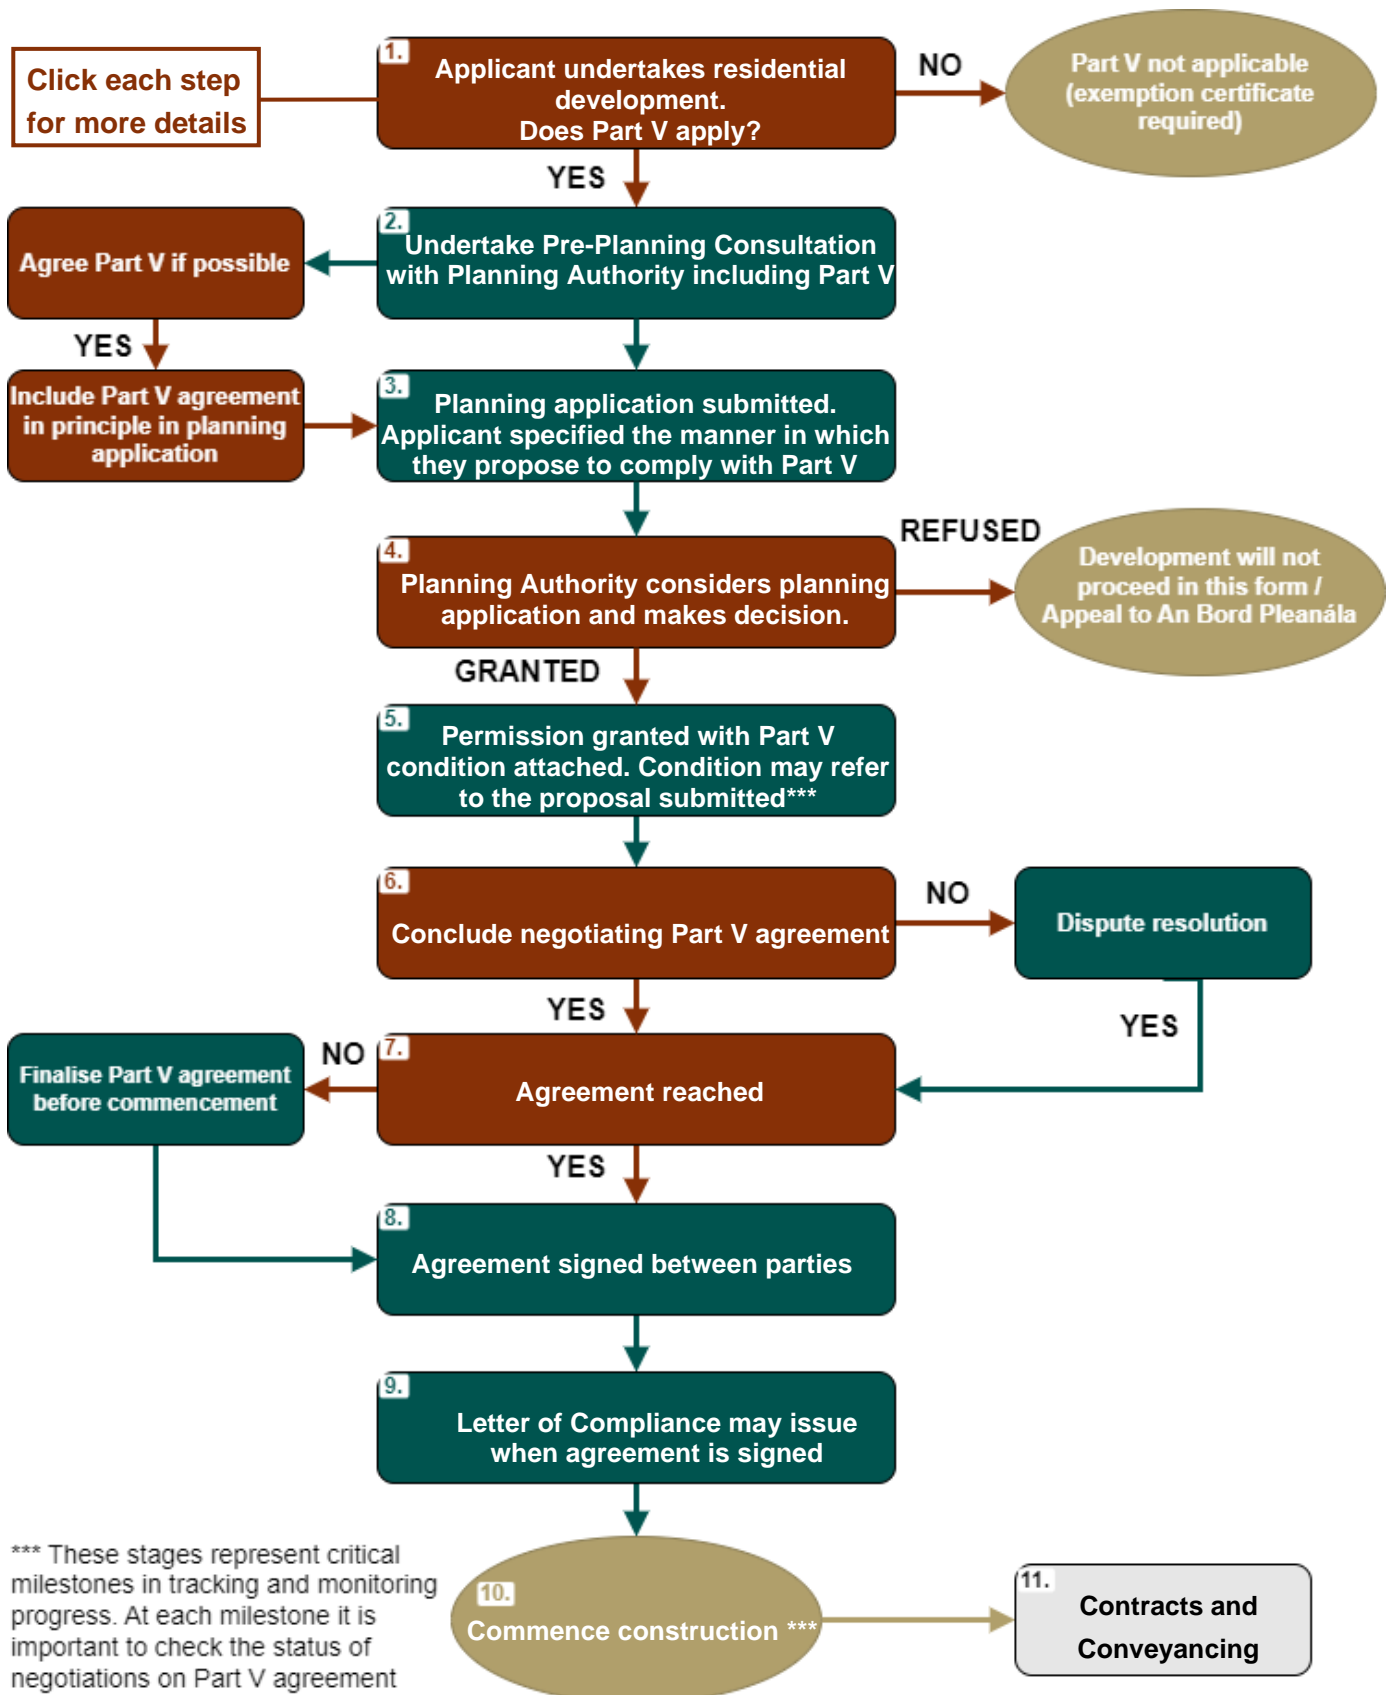 Click each step
for more details
1.
Applicant undertakes residential
development.
Does Part V apply?
NO
Part V not applicable
(exemption certificate
required)
YES
2.
Undertake Pre-Planning Consultation
with Planning Authority including Part V
Agree Part V if possible
YES
Include Part V agreement
in principle in planning
application
3.
Planning application submitted.
Applicant specified the manner in which
they propose to comply with Part V
4.
Planning Authority considers planning
application and makes decision.
REFUSED
Development will not
proceed in this form /
Appeal to An Bord Pleanála
GRANTED
5.
Permission granted with Part V
condition attached. Condition may refer
to the proposal submitted***
6.
Conclude negotiating Part V agreement
NO
Dispute resolution
YES
YES
7.
Agreement reached
NO
Finalise Part V agreement
before commencement
YES
8.
Agreement signed between parties
9.
Letter of Compliance may issue
when agreement is signed
*** These stages represent critical
milestones in tracking and monitoring
progress. At each milestone it is
important to check the status of
negotiations on Part V agreement
10.
Commence construction ***
11.
Contracts and
Conveyancing